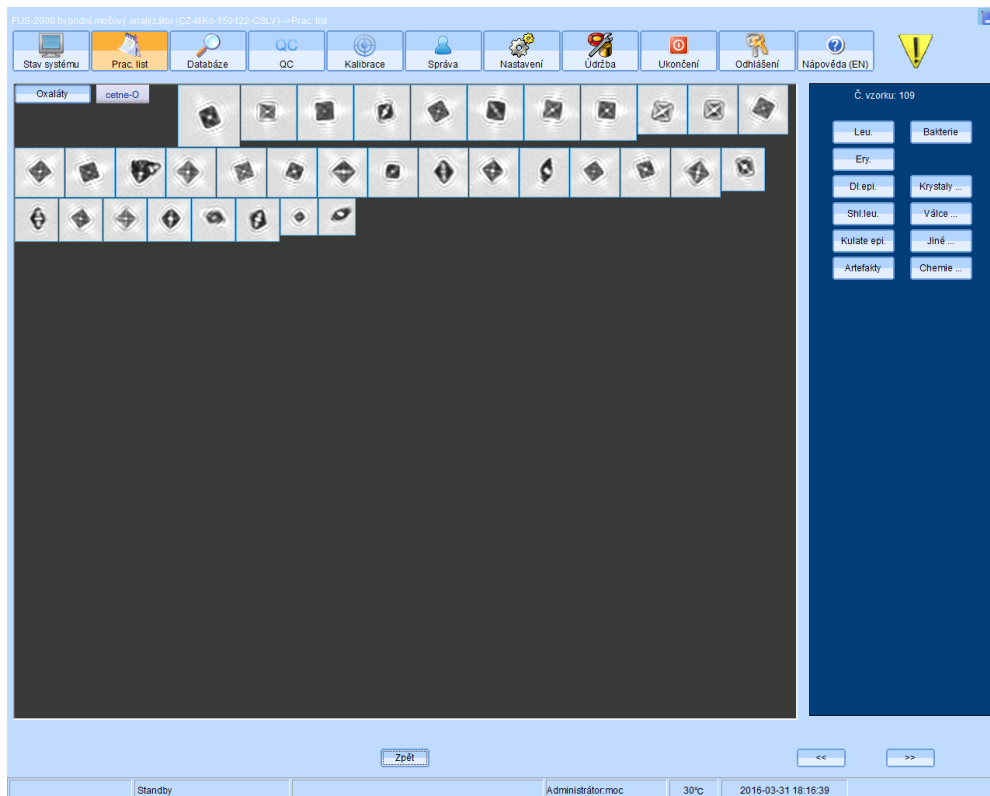 FUS-2000 hybridní močový analyzátor (CZ-MKo-150122-CSLV)-->Prac. list
Stav systému
Prac. list
Databáze
QC
QC
Kalibrace
Správa
Nastavení
Údržba
Ukončení
Odhlášení
Nápověda (EN)
Oxaláty
cetne-O
Č. vzorku: 109
Leu.
Bakterie
Ery.
Dl.epi.
Krystaly ...
Shl.leu.
Válce ...
Kulate epi.
Jiné ...
Artefakty
Chemie ...
Zpět
<<
>>
Standby
Administrátor:moc
30℃
2016-03-31 18:16:39